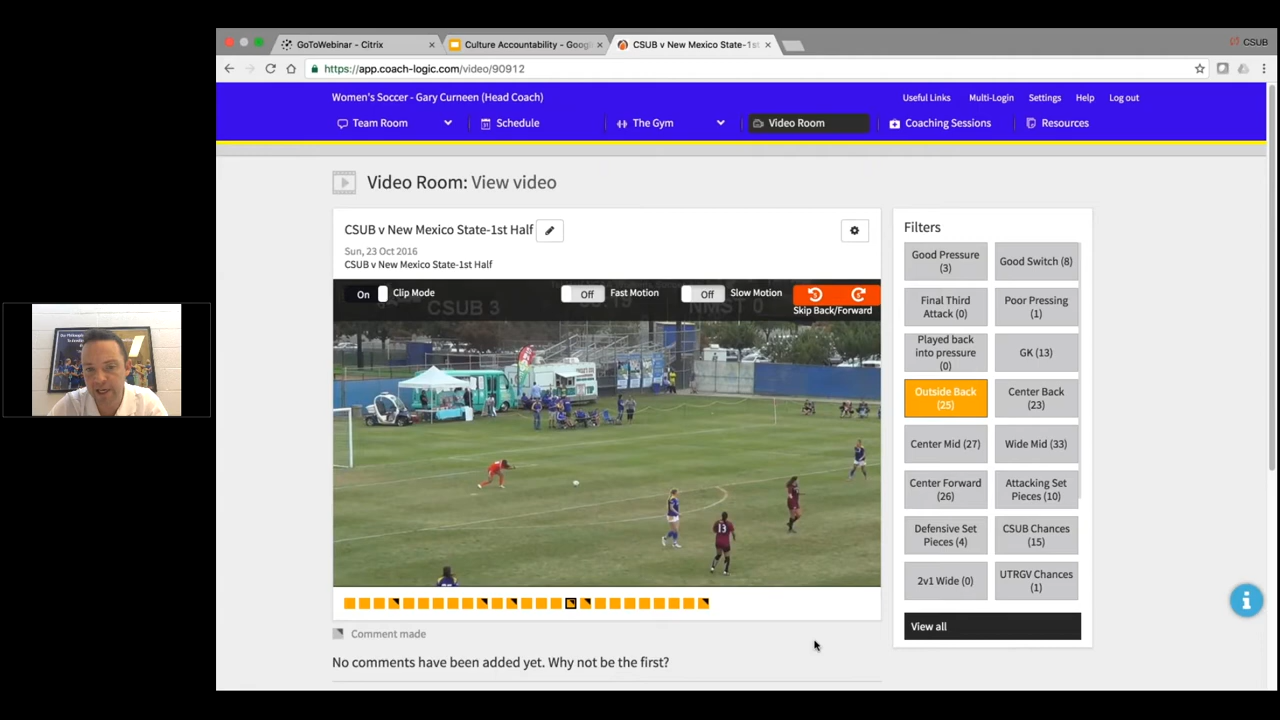 GoToWebinar - Citrix
Culture Accountability - Googl
CSUB v New Mexico State-1st
CSUB
https://app.coach-logic.com/video/90912
Women's Soccer - Gary Curneen (Head Coach)
Useful Links
Multi-Login
Settings
Help
Log out
Team Room
Schedule
The Gym
Video Room
Coaching Sessions
Resources
Video Room: View video
CSUB v New Mexico State-1st Half
Sun, 23 Oct 2016
CSUB v New Mexico State-1st Half
On
Clip Mode
Off
Fast Motion
Off
Slow Motion
Skip Back/Forward
CSUB 3
NMST 0
13
Comment made
No comments have been added yet. Why not be the first?
Filters
Good Pressure
(3)
Good Switch (8)
Final Third
Attack (0)
Poor Pressing
(1)
Played back
into pressure
(0)
GK (13)
Outside Back
(25)
Center Back
(23)
Center Mid (27)
Wide Mid (33)
Center Forward
(26)
Attacking Set
Pieces (10)
Defensive Set
Pieces (4)
CSUB Chances
(15)
2v1 Wide (0)
UTRGV Chances
(1)
View all